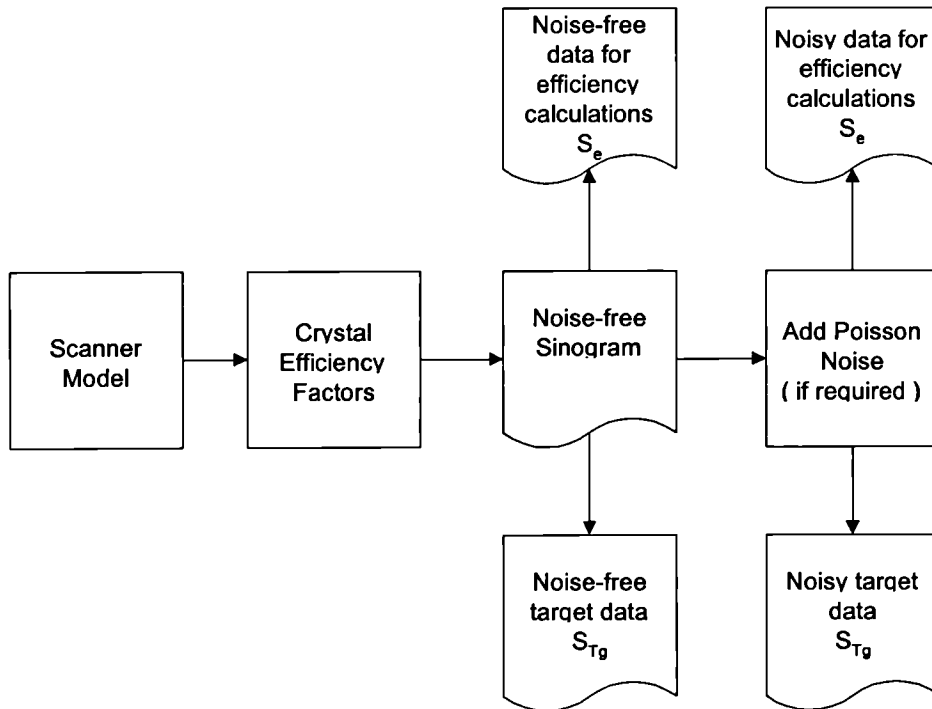 Noise-free
data for
efficiency
calculations
Se
Noisy data for
efficiency
calculations
Se
Scanner
Model
Crystal
Efficiency
Factors
Noise-free
Sinogram
Add Poisson
Noise
( if required )
Noise-free
target data
STg
Noisy target
data
STg